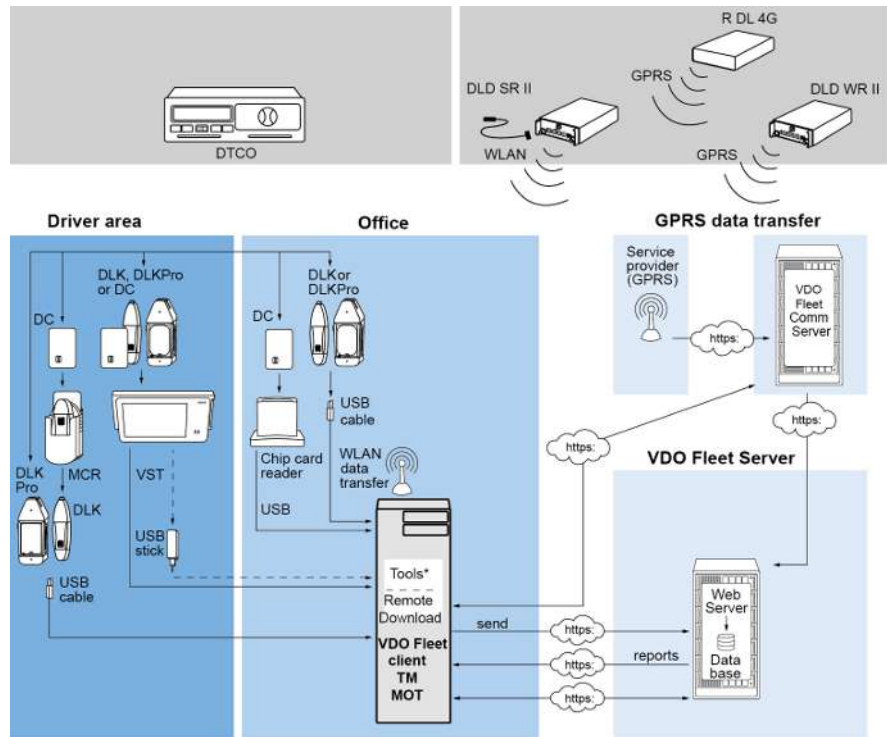 R DL 4G
GPRS
DLD SR II
DLD WR II
WLAN
GPRS
DTCO
Driver area
Office
GPRS data transfer
DLK, DLKPro
or DC
DC
DLK or
DLKPro
DC
Service
provider
(GPRS)
VDO
Fleet
Comm
Server
https:
USB
cable
https:
https:
Chip card
reader
WLAN
data
transfer
VDO Fleet Server
DLK
Pro
MCR
VST
USB
DLK
USB
stick
USB
cable
Tools*
Remote
Download
VDO Fleet
client
TM
MOT
send
https:
https:
reports
https:
Web
Server
Data
base